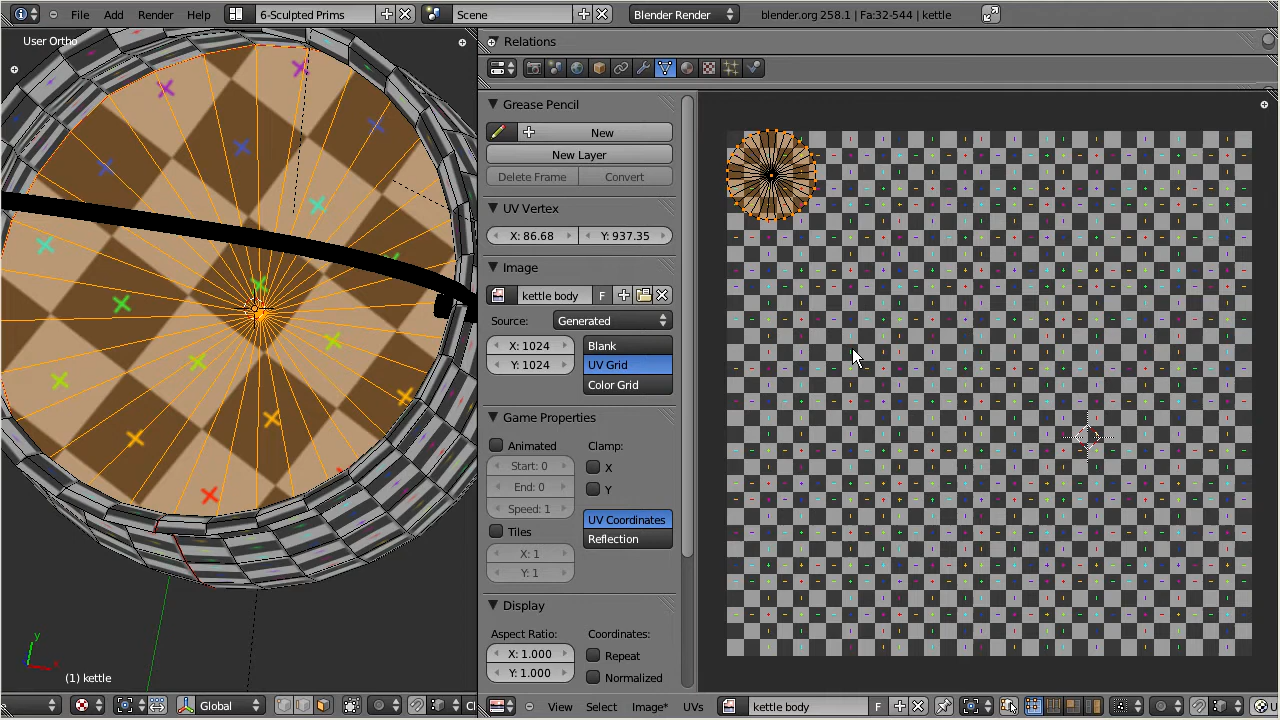 File Add Render Help 6-Sculpted Prims Scene Blender Render blender.org 258.1 | Fa:32-544 | kettle
User Ortho
Relations
Grease Pencil
New
New Layer
Delete Frame Convert
UV Vertex
X: 86.68 Y: 937.35
Image
kettle body F
Source: Generated
X: 1024 Blank
Y: 1024 UV Grid
Color Grid
Game Properties
Animated Clamp:
Start: 0 X
End: 0 Y
Speed: 1
UV Coordinates
Tiles Reflection
X: 1
Y: 1
Display
Aspect Ratio: Coordinates:
X: 1.000 Repeat
Y: 1.000 Normalized
y
x
(1) kettle
Global
View Select Image* UVs kettle body F